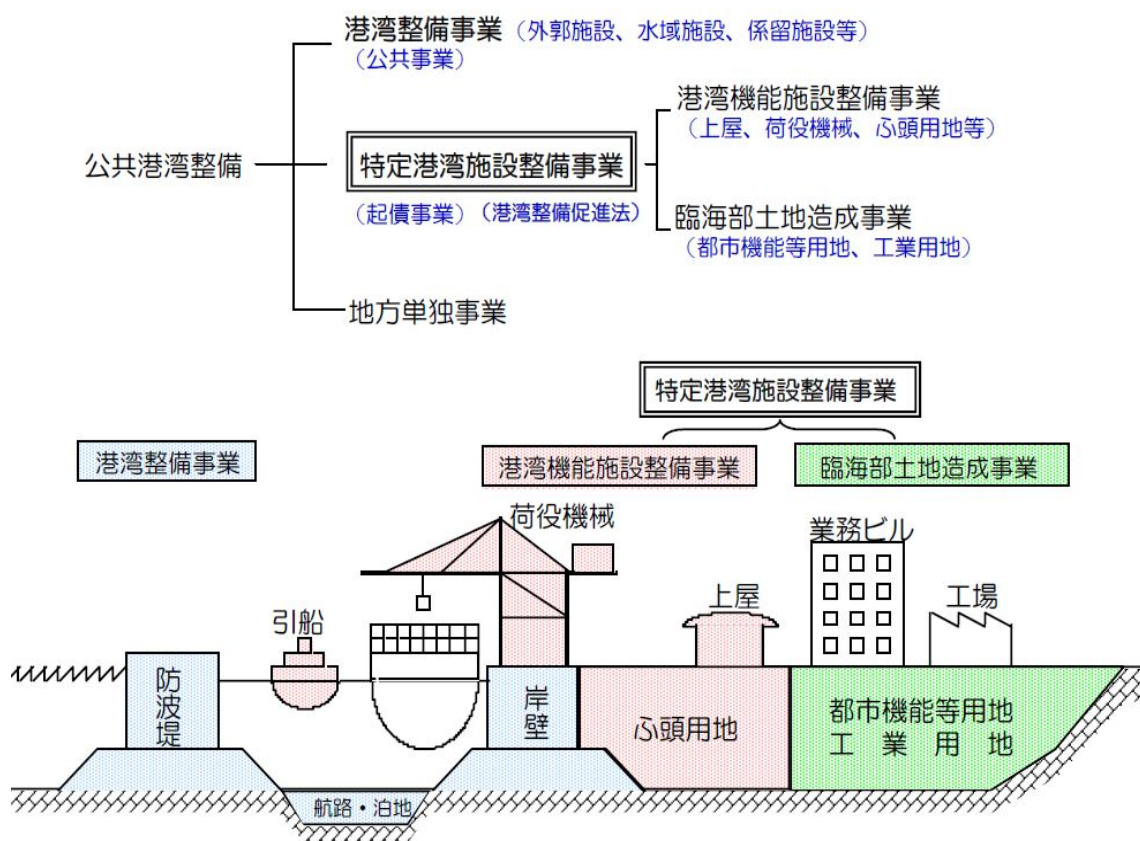 港湾整備事業（外郭施設、水域施設、係留施設等）
（公共事業）
港湾機能施設整備事業
（上屋、荷役機械、ふ頭用地等）
公共港湾整備
特定港湾施設整備事業
（起債事業）（港湾整備促進法）
臨海部土地造成事業
（都市機能等用地、工業用地）
地方単独事業
特定港湾施設整備事業
港湾整備事業
港湾機能施設整備事業
臨海部土地造成事業
荷役機械
業務ビル
引船
上屋
工場
防波堤
岸壁
ふ頭用地
都市機能等用地
工業用地
航路・泊地